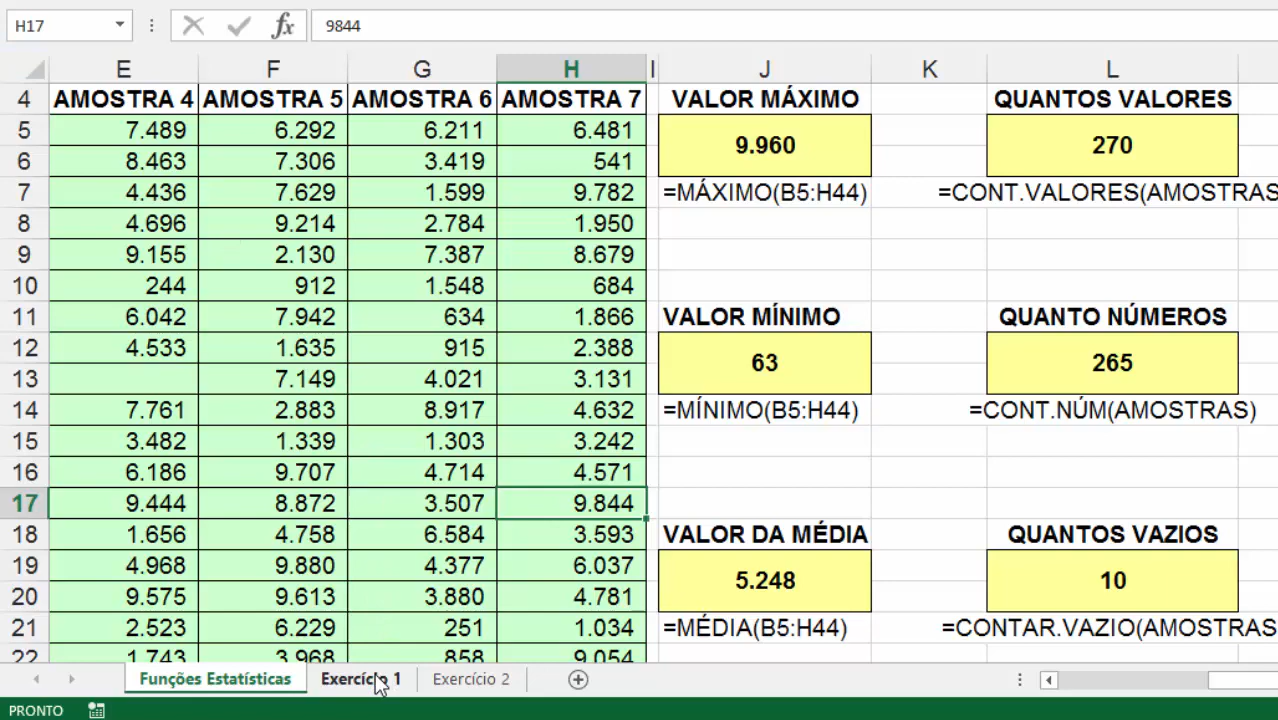 H17 fx 9844
E F G H I J K L
4 AMOSTRA 4 AMOSTRA 5 AMOSTRA 6 AMOSTRA 7 VALOR MÁXIMO QUANTOS VALORES
5 7.489 6.292 6.211 6.481
9.960 270
6 8.463 7.306 3.419 541
7 4.436 7.629 1.599 9.782 =MÁXIMO(B5:H44) =CONT.VALORES(AMOSTRAS
8 4.696 9.214 2.784 1.950
9 9.155 2.130 7.387 8.679
10 244 912 1.548 684
11 6.042 7.942 634 1.866 VALOR MÍNIMO QUANTO NÚMEROS
12 4.533 1.635 915 2.388
63 265
13 7.149 4.021 3.131
14 7.761 2.883 8.917 4.632 =MÍNIMO(B5:H44) =CONT.NÚM(AMOSTRAS)
15 3.482 1.339 1.303 3.242
16 6.186 9.707 4.714 4.571
17 9.444 8.872 3.507 9.844
18 1.656 4.758 6.584 3.593 VALOR DA MÉDIA QUANTOS VAZIOS
19 4.968 9.880 4.377 6.037
5.248 10
20 9.575 9.613 3.880 4.781
21 2.523 6.229 251 1.034 =MÉDIA(B5:H44) =CONTAR.VAZIO(AMOSTRAS
22 1.743 3.968 858 9.054
Funções Estatísticas Exercício 1 Exercício 2
PRONTO